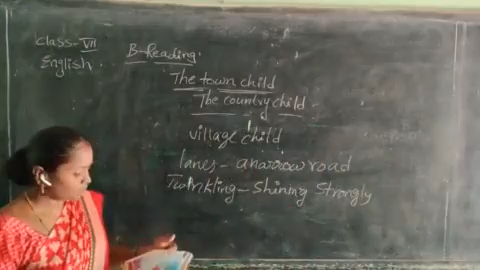 Class-VII
English.
B-Reading.
The town child
The country child
village child
lanes - a narrow road
Twinkling - Shining Strongly